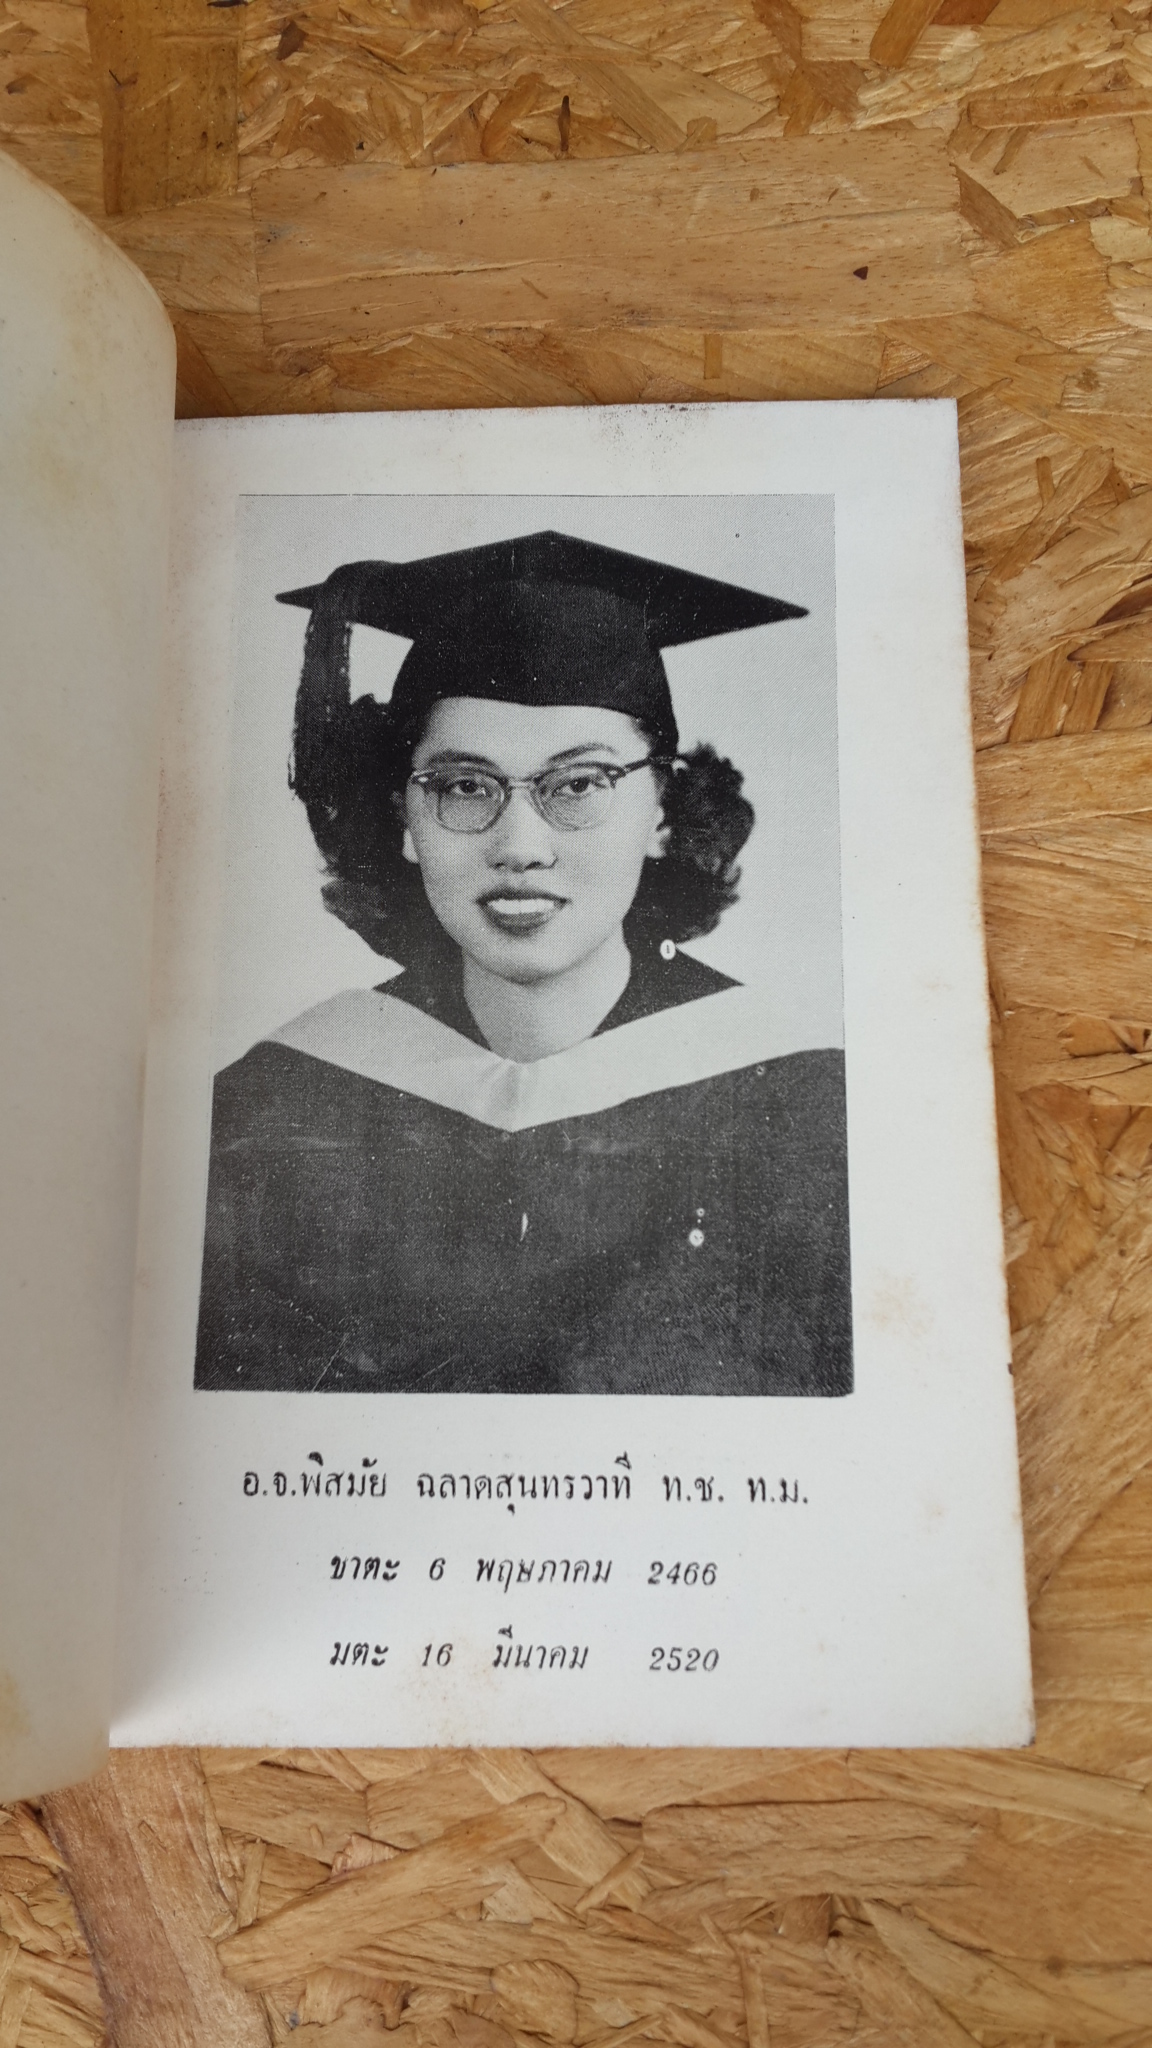 อ.จ.พิสมัย ฉลาดสุนทรวาที ท.ช. ท.ม.
ชาตะ 6 พฤษภาคม 2466
มตะ 16 มีนาคม 2520